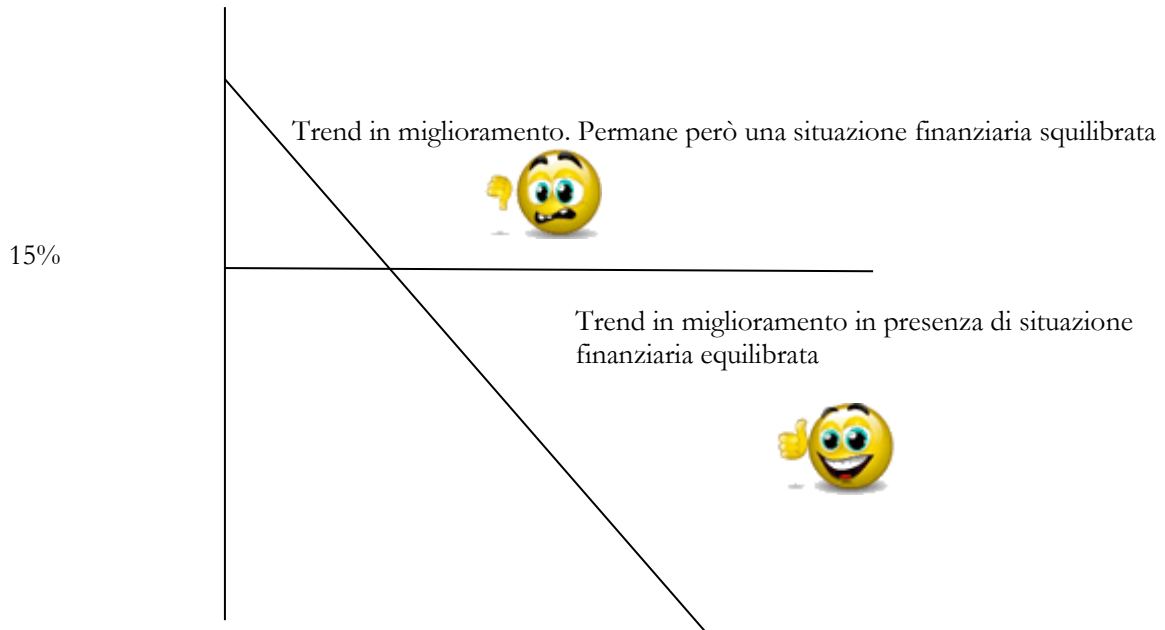 Trend in miglioramento. Permane però una situazione finanziaria squilibrata
15%
Trend in miglioramento in presenza di situazione
finanziaria equilibrata